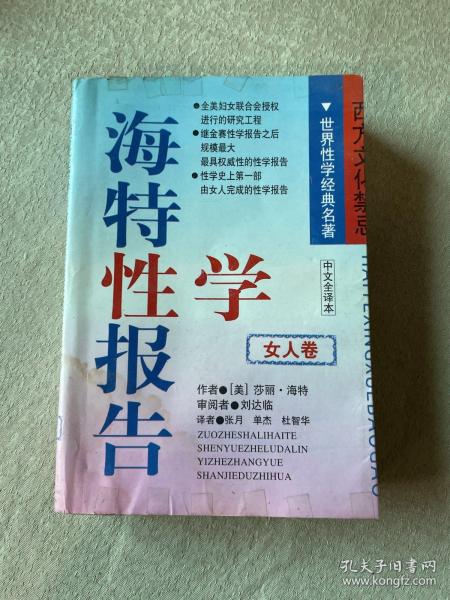 海特性学报告
●全美妇女联合会授权
进行的研究工程
●继金赛性学报告之后
规模最大
最具权威性的性学报告
●性学史上第一部
由女人完成的性学报告
▼世界性学经典名著
西方文化禁忌
中文全译本
女人卷
作者●[美]莎丽·海特
审阅者●刘达临
译者●张月 单杰 杜智华
ZUOZHESHALIHAITE
SHENYUEZHELUDALIN
YIZHEZHANGYUE
SHANJIEDUZHIHUA
HAITEXINGXUEBAOGAO
孔夫子旧书网
www.kongfz.com